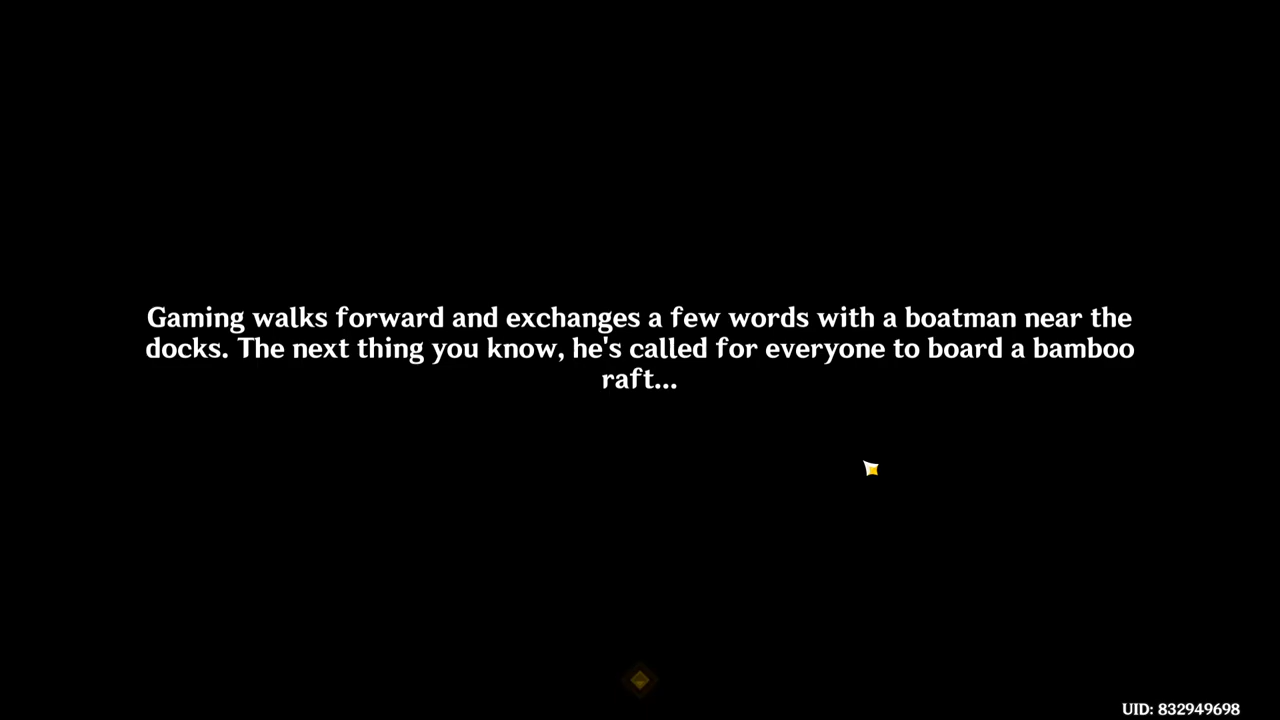 Gaming walks forward and exchanges a few words with a boatman near the
docks. The next thing you know, he's called for everyone to board a bamboo
raft...
UID: 832949698